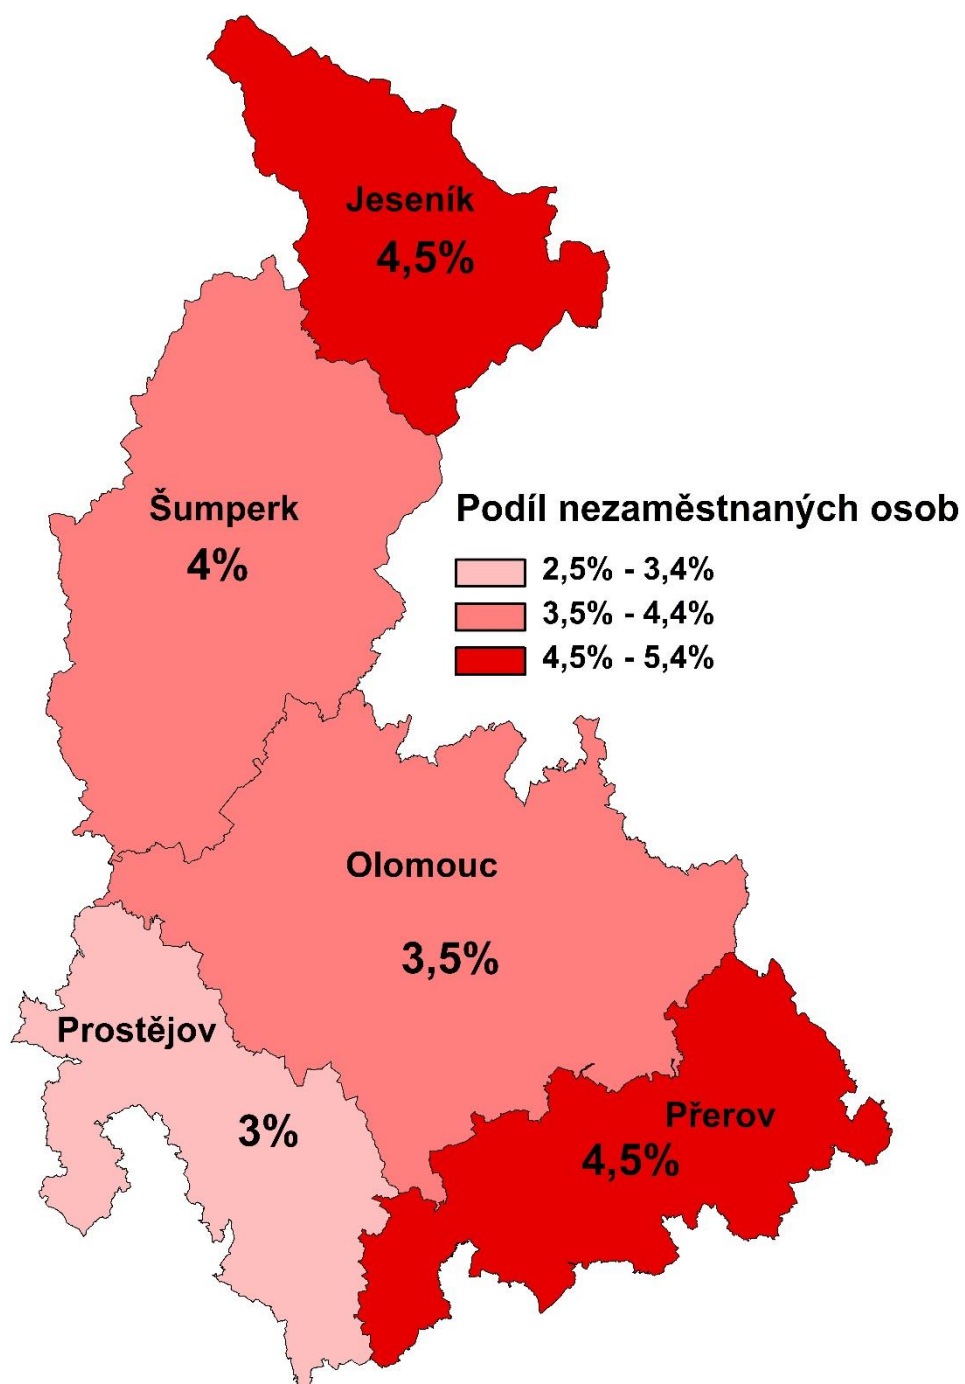 Jeseník
4,5%
Šumperk
4%
Podíl nezaměstnaných osob
2,5% - 3,4%
3,5% - 4,4%
4,5% - 5,4%
Olomouc
3,5%
Prostějov
3%
Přerov
4,5%